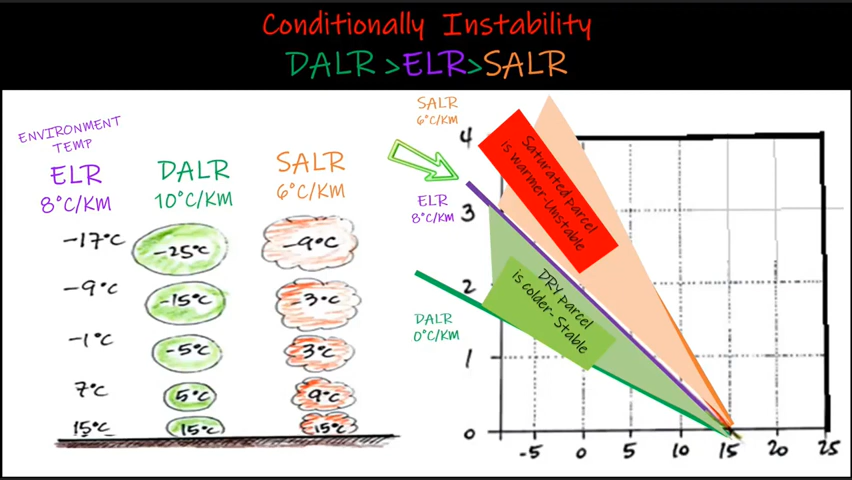 Conditionally Instability
DALR >ELR>SALR
ENVIRONMENT
TEMP
ELR
8°C/KM
DALR
10°C/KM
SALR
6°C/KM
-17°C
-25°C
-9°C
-9°C
-15°C
-3°C
-1°C
-5°C
3°C
7°C
5°C
9°C
15°C
15°C
15°C
SALR
6°C/KM
4
ELR
8°C/KM
3
2
DALR
0°C/KM
1
0
Saturated parcel
is warmer-Unstable
DRY parcel
is colder-Stable
-5
0
5
10
15
20
25